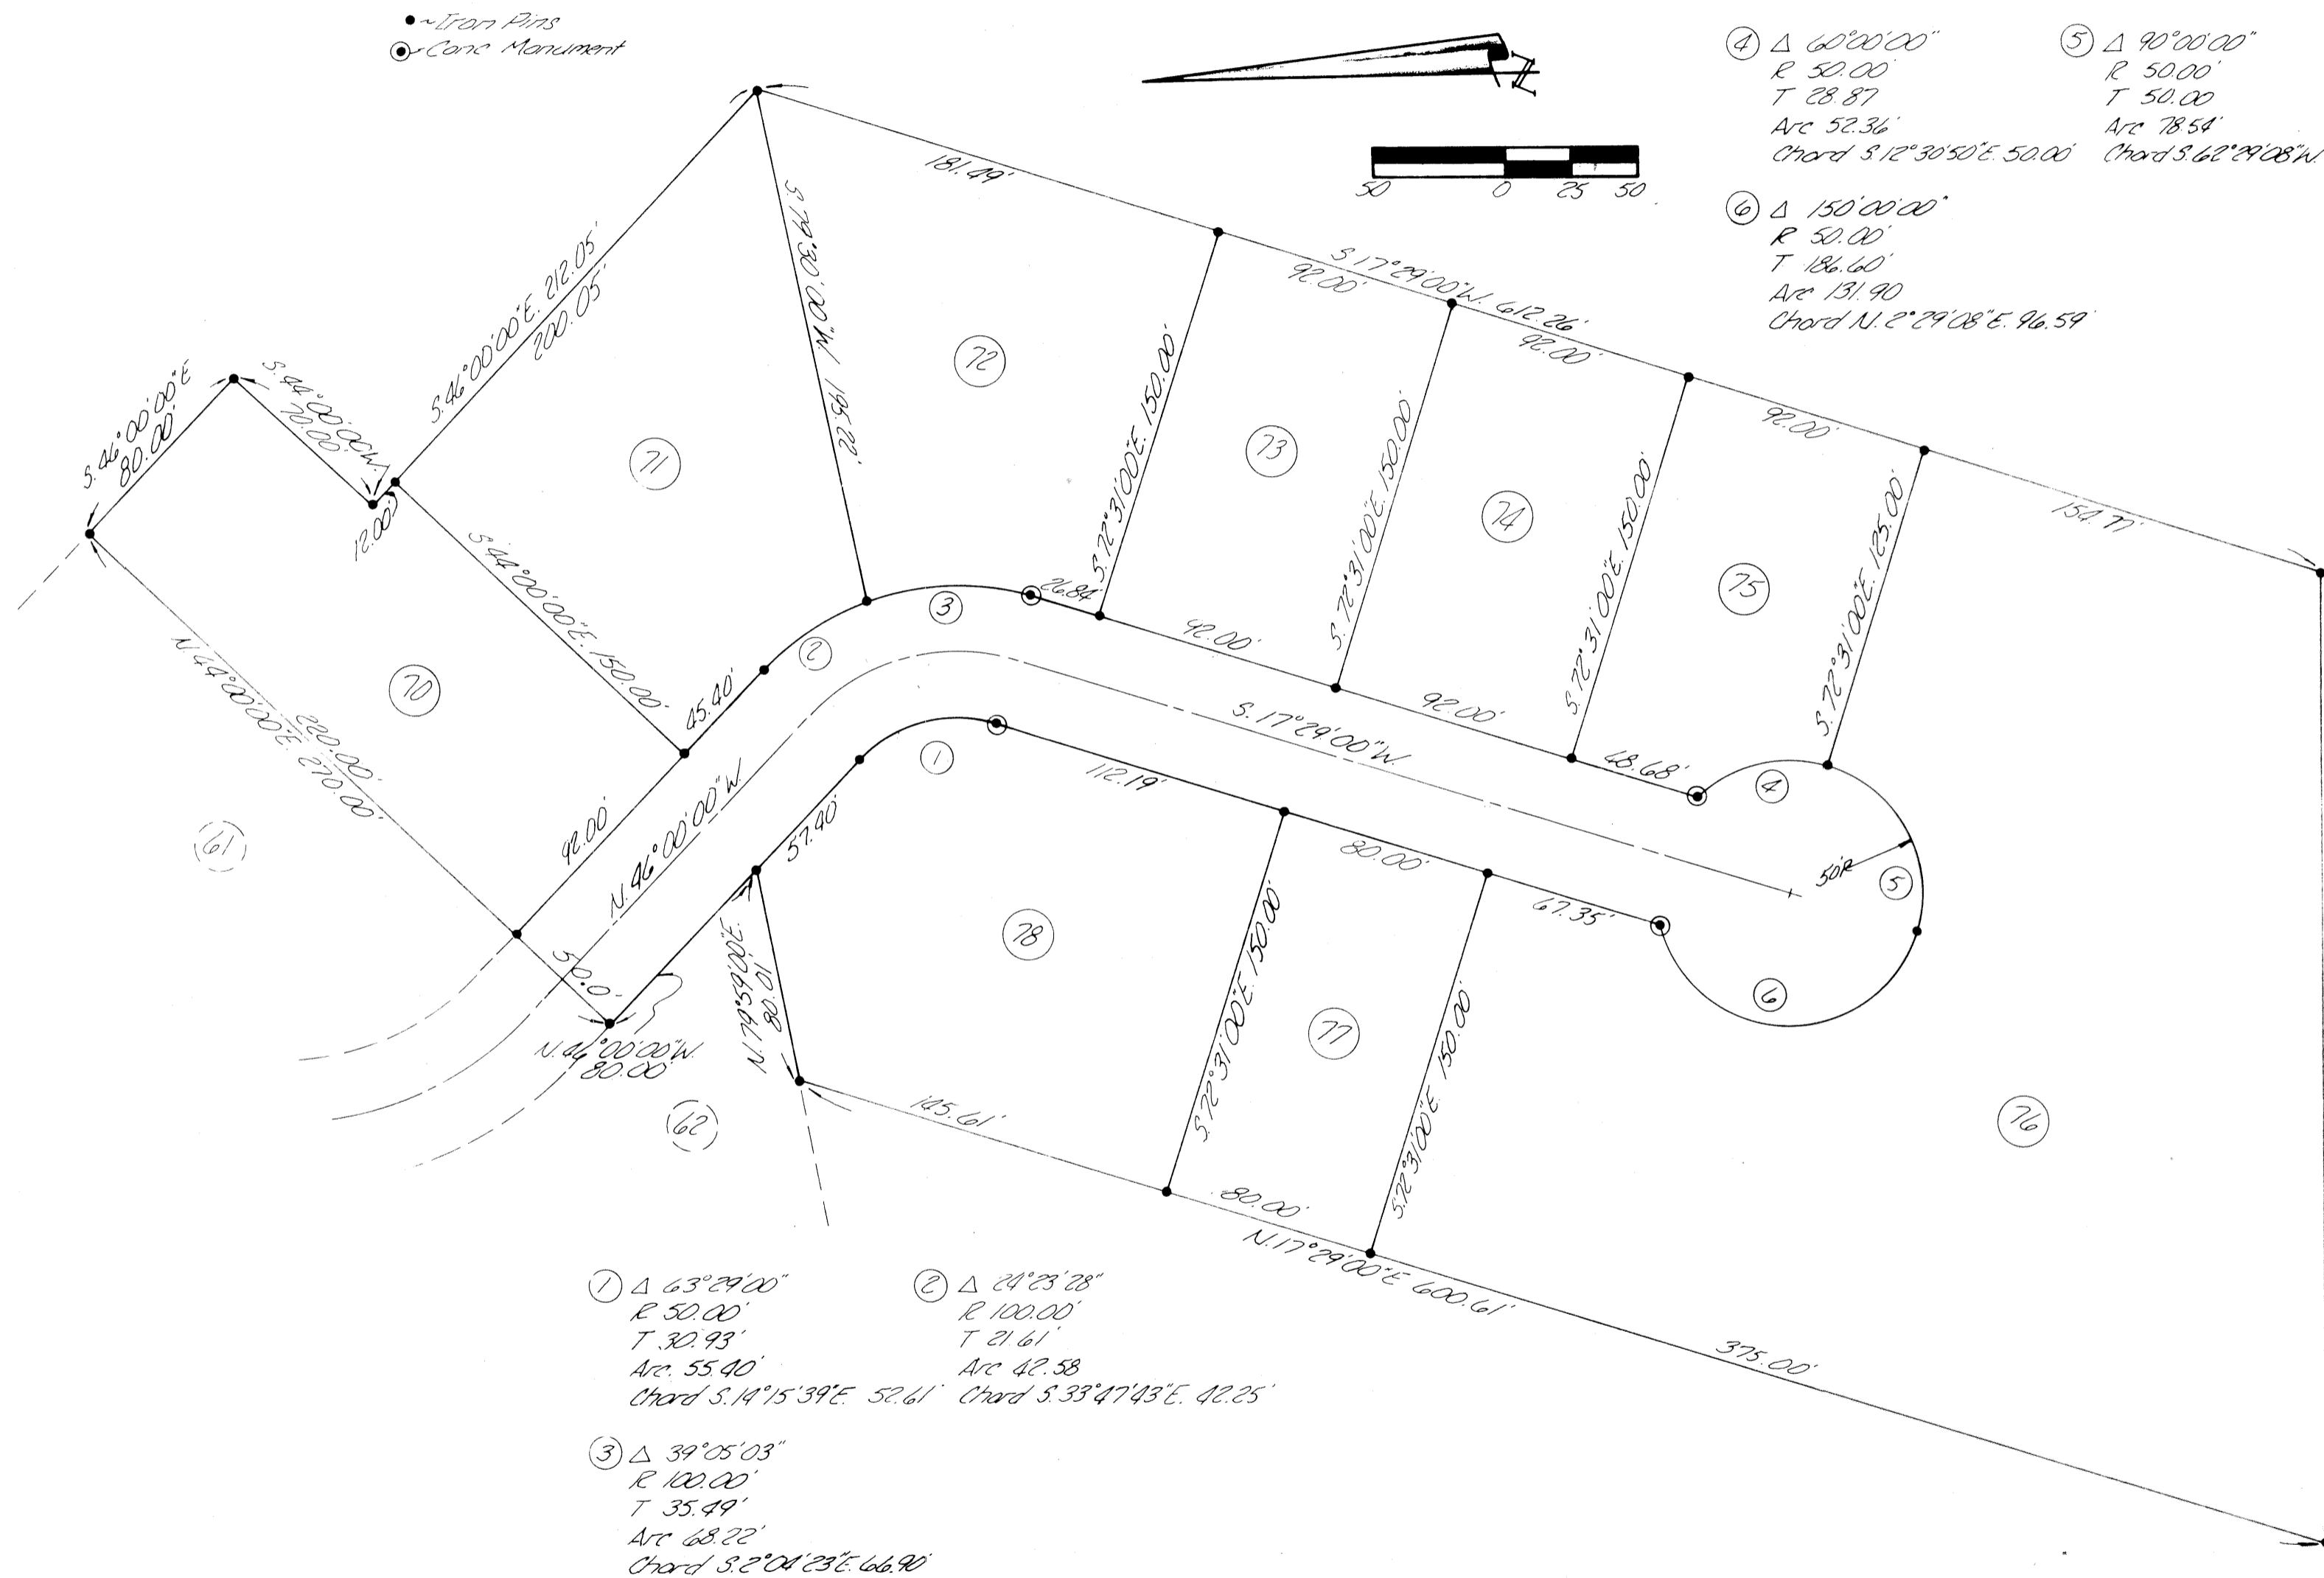 ~Iron Pins
Conc Monument
N
50 0 25 50
④ Δ 60°00'00"
R 50.00'
T 28.87
Arc 52.36'
Chord S.12°30'50"E. 50.00'
⑤ Δ 90°00'00"
R 50.00'
T 50.00
Arc 78.54'
Chord S.62°29'08"W.
⑥ Δ 150°00'00"
R 50.00'
T 186.60'
Arc 131.90
Chord N.2°29'08"E. 96.59'
181.49'
S.17°29'00"W. 612.26'
92.00'
92.00'
92.00'
154.77'
S.46°00'00"E. 212.05'
200.05'
S.79°30'00"W. 195.22'
S.46°00'00"E
80.00'
S.44°00'00"W.
70.00'
12.00'
71
72
73
74
75
S.72°31'00"E. 150.00'
S.72°31'00"E. 150.00'
S.72°31'00"E. 150.00'
S.72°31'00"E. 125.00'
S.44°00'00"E. 150.00'
N.44°00'00"E. 270.00'
220.00'
70
61
45.40'
②
③
26.84'
92.00'
92.00'
48.68'
④
50'R
⑤
⑥
92.00'
N.46°00'00"W.
S.17°29'00"W.
①
57.40'
112.19'
80.00'
67.35'
50.0'
N.46°00'00"W.
80.00'
62
78
77
76
S.72°31'00"E. 150.00'
S.72°31'00"E. 150.00'
145.61'
80.00'
N.17°29'00"E 600.61'
375.00'
① Δ 63°29'00"
R 50.00'
T 30.93'
Arc. 55.40'
Chord S.14°15'39"E. 52.61'
② Δ 24°23'28"
R 100.00'
T 21.61'
Arc 42.58
Chord S.33°47'43"E. 42.25'
③ Δ 39°05'03"
R 100.00'
T 35.49'
Arc 68.22'
Chord S.2°04'23"E. 66.90'